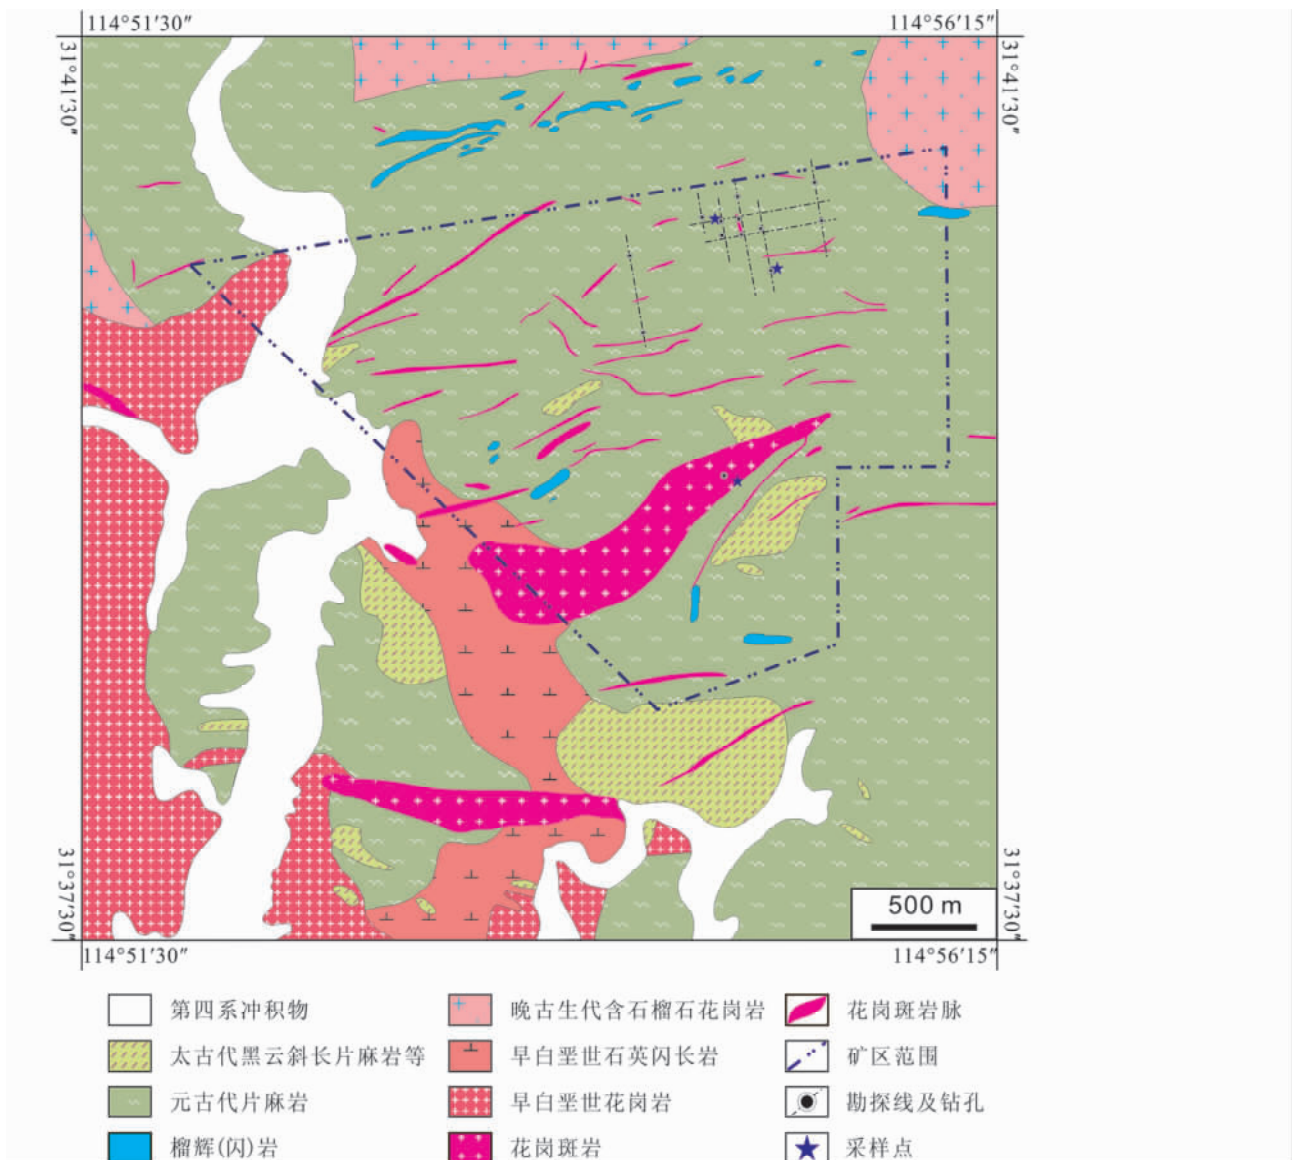 114°51′30″ 114°56′15″
31°41′30″ 31°41′30″
31°37′30″ 31°37′30″
500 m
114°51′30″ 114°56′15″
第四系冲积物 晚古生代含石榴石花岗岩 花岗斑岩脉
太古代黑云斜长片麻岩等 早白垩世石英闪长岩 矿区范围
元古代片麻岩 早白垩世花岗岩 勘探线及钻孔
榴辉(闪)岩 花岗斑岩 采样点